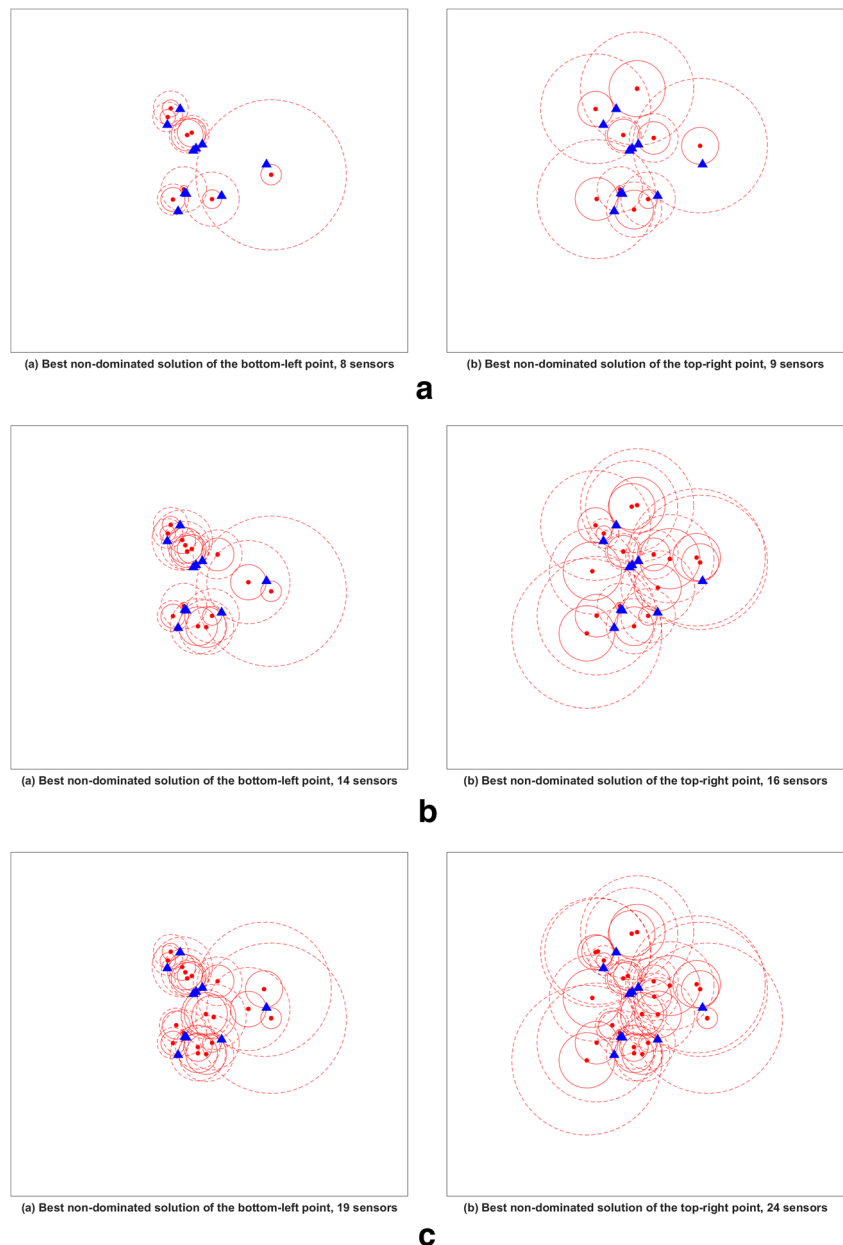 (a) Best non-dominated solution of the bottom-left point, 8 sensors
(b) Best non-dominated solution of the top-right point, 9 sensors
a
(a) Best non-dominated solution of the bottom-left point, 14 sensors
(b) Best non-dominated solution of the top-right point, 16 sensors
b
(a) Best non-dominated solution of the bottom-left point, 19 sensors
(b) Best non-dominated solution of the top-right point, 24 sensors
c